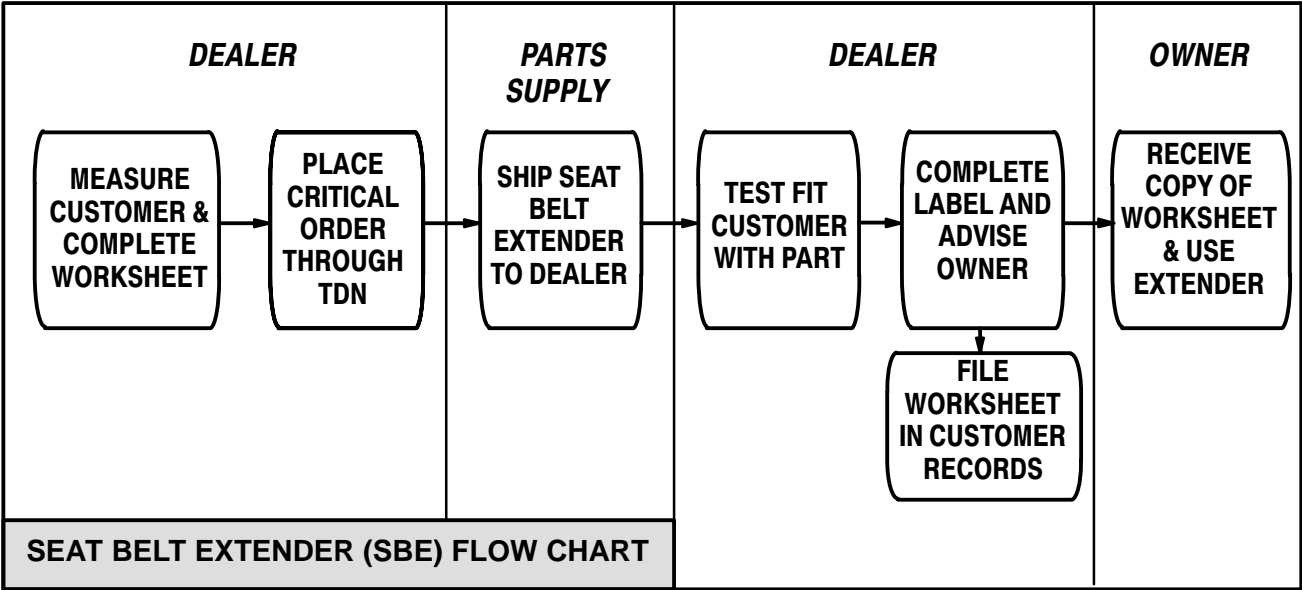 DEALER
PARTS
SUPPLY
DEALER
OWNER
MEASURE
CUSTOMER &
COMPLETE
WORKSHEET
PLACE
CRITICAL
ORDER
THROUGH
TDN
SHIP SEAT
BELT
EXTENDER
TO DEALER
TEST FIT
CUSTOMER
WITH PART
COMPLETE
LABEL AND
ADVISE
OWNER
RECEIVE
COPY OF
WORKSHEET
& USE
EXTENDER
FILE
WORKSHEET
IN CUSTOMER
RECORDS
SEAT BELT EXTENDER (SBE) FLOW CHART